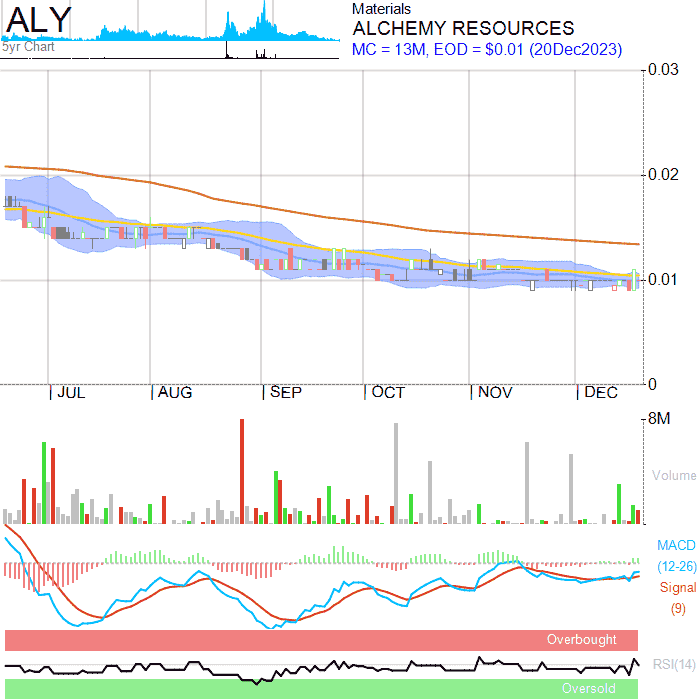 ALY
5yr Chart
Materials
ALCHEMY RESOURCES
MC = 13M, EOD = $0.01 (20Dec2023)
0.03
0.02
0.01
0
JUL
AUG
SEP
OCT
NOV
DEC
8M
Volume
MACD
(12-26)
Signal
(9)
Overbought
RSI(14)
Oversold